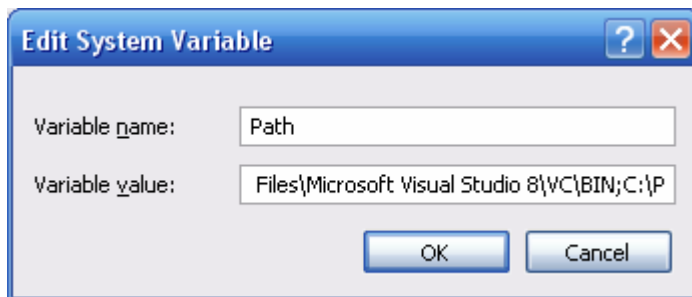 Edit System Variable
Variable name: Path
Variable value: Files\Microsoft Visual Studio 8\VC\BIN;C:\P
OK Cancel